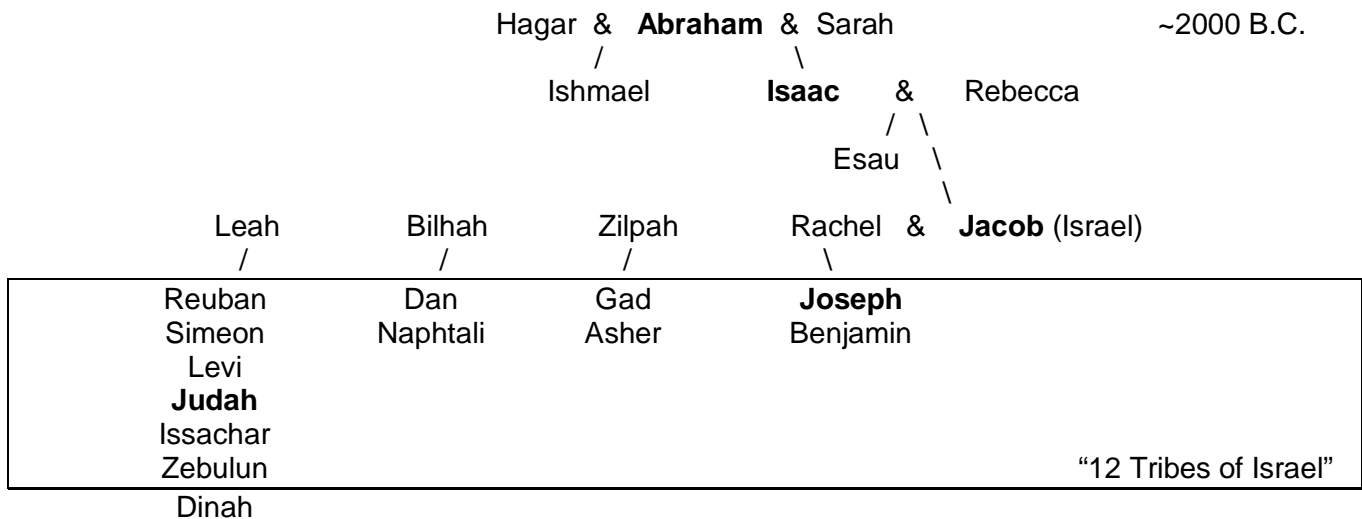 Hagar & Abraham & Sarah ~2000 B.C.
/ \
Ishmael Isaac & Rebecca
/ \
Esau \
\
Leah Bilhah Zilpah Rachel & Jacob (Israel)
/ / / \
Reuban Dan Gad Joseph
Simeon Naphtali Asher Benjamin
Levi
Judah
Issachar
Zebulun “12 Tribes of Israel”
Dinah